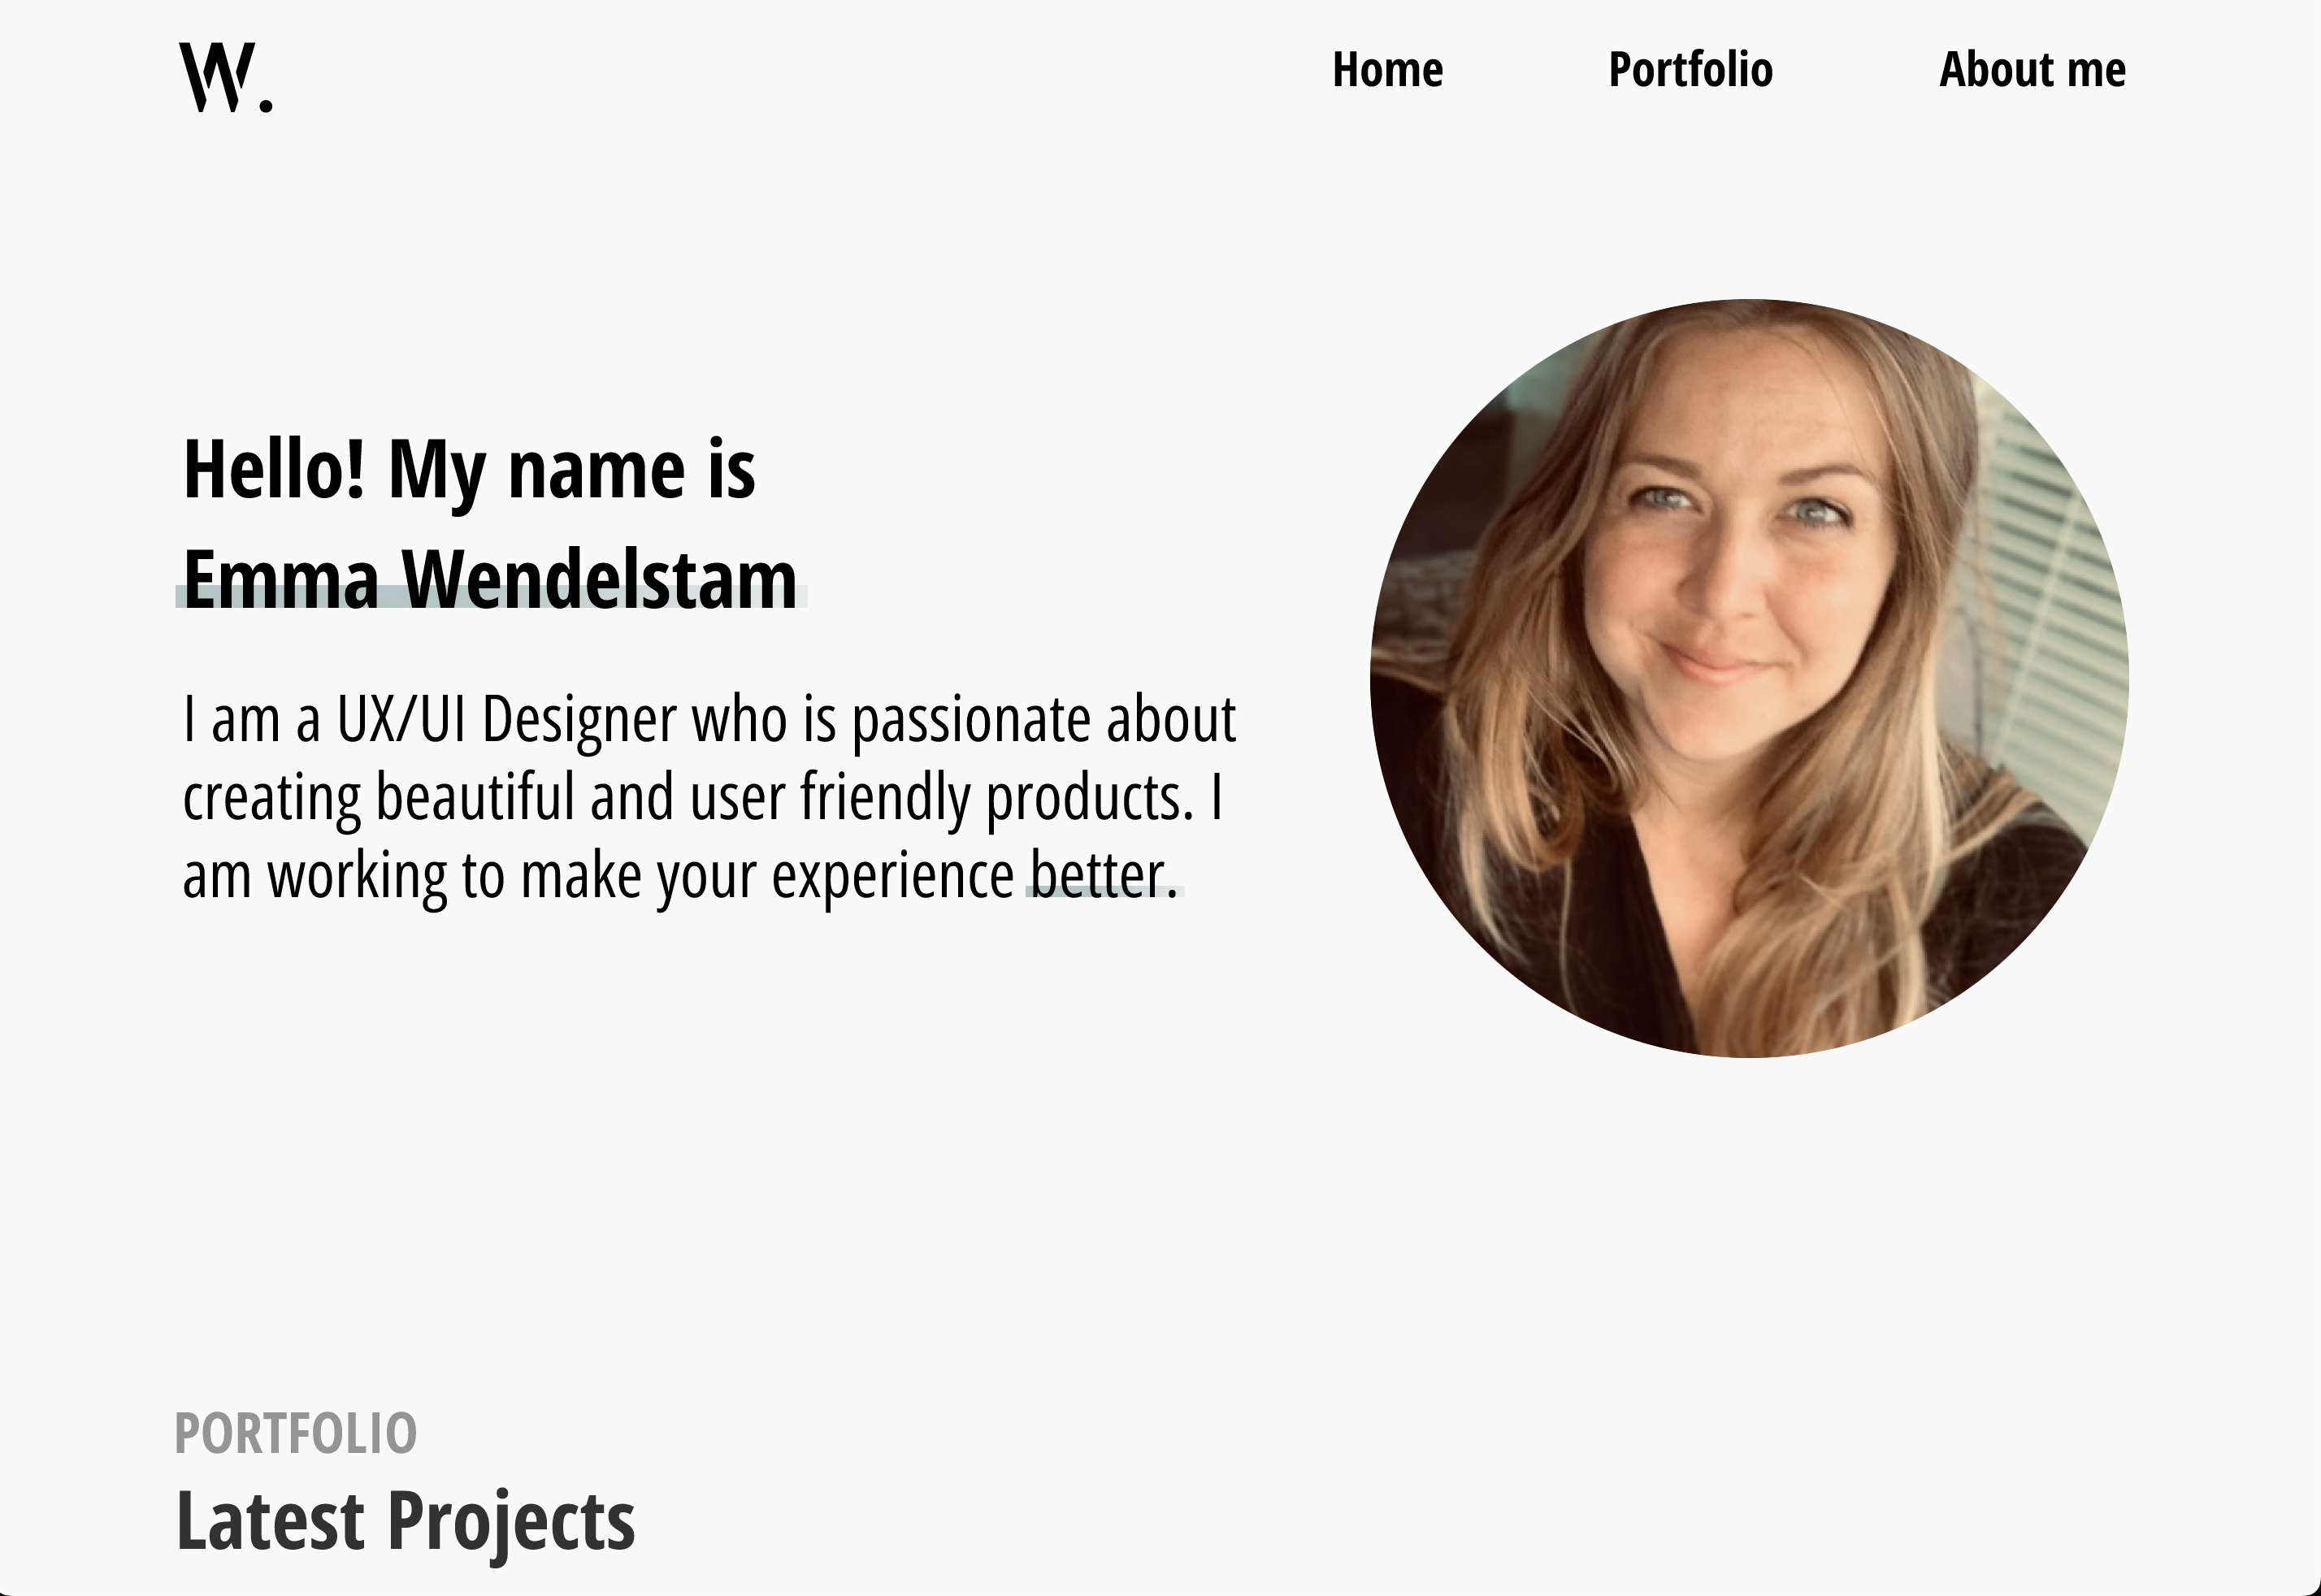 W.
Home Portfolio About me
Hello! My name is
Emma Wendelstam
I am a UX/UI Designer who is passionate about
creating beautiful and user friendly products. I
am working to make your experience better.
PORTFOLIO
Latest Projects